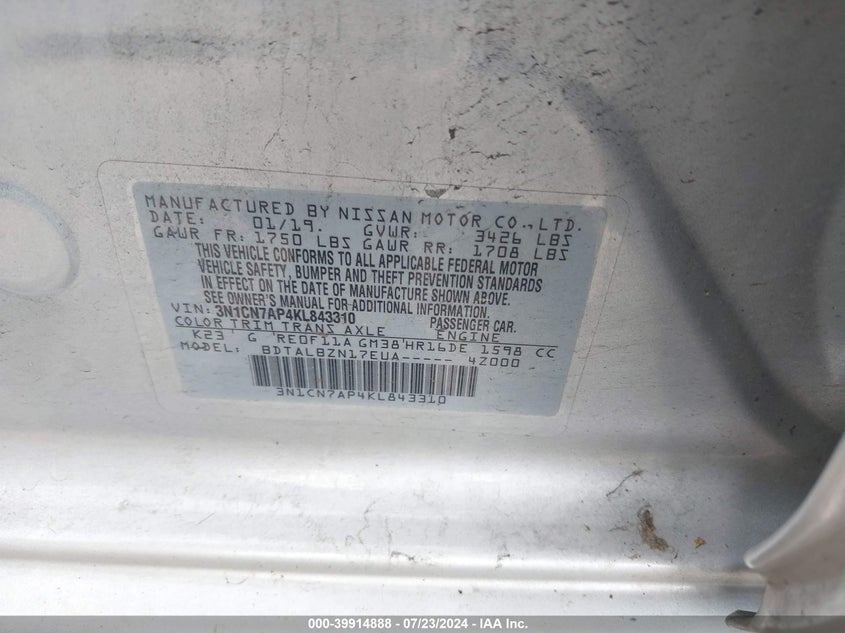 MANUFACTURED BY NISSAN MOTOR CO., LTD.
DATE: 01/19. GVWR: 3426 LBS
GAWR FR: 1750 LBS GAWR RR: 1708 LBS
THIS VEHICLE CONFORMS TO ALL APPLICABLE FEDERAL MOTOR
VEHICLE SAFETY, BUMPER AND THEFT PREVENTION STANDARDS
IN EFFECT ON THE DATE OF MANUFACTURE SHOWN ABOVE.
SEE OWNER'S MANUAL FOR ADDITIONAL INFORMATION.
VIN: 3N1CN7AP4KL843310 PASSENGER CAR.
COLOR TRIM TRANS AXLE ENGINE
K23 G RE0F11A GM38 HR16DE 1598 CC
MODEL: BDTALBZN17EUA----- 42000
3N1CN7AP4KL843310
000-39914888 - 07/23/2024 - IAA Inc.